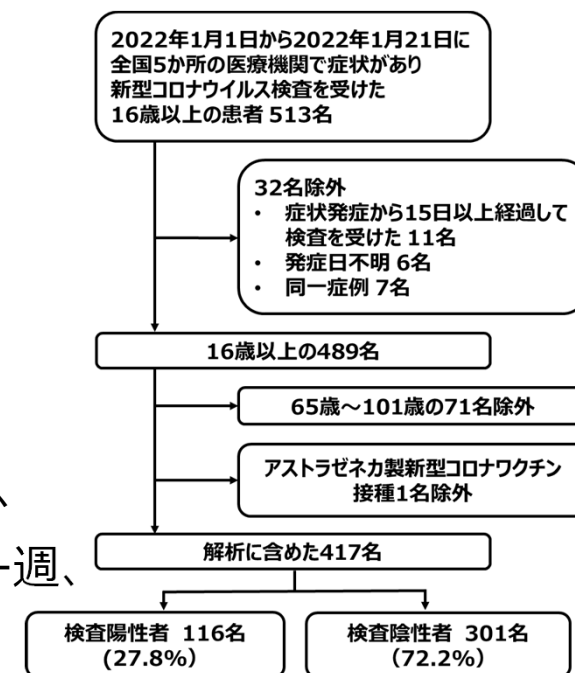 2022年1月1日から2022年1月21日に
全国5か所の医療機関で症状があり
新型コロナウイルス検査を受けた
16歳以上の患者 513名
32名除外
・ 症状発症から15日以上経過して
検査を受けた 11名
・ 発症日不明 6名
・ 同一症例 7名
16歳以上の489名
65歳～101歳の71名除外
アストラゼネカ製新型コロナワクチン
接種1名除外
、
解析に含めた417名
週、
検査陽性者 116名
(27.8%)
検査陰性者 301名
(72.2%)